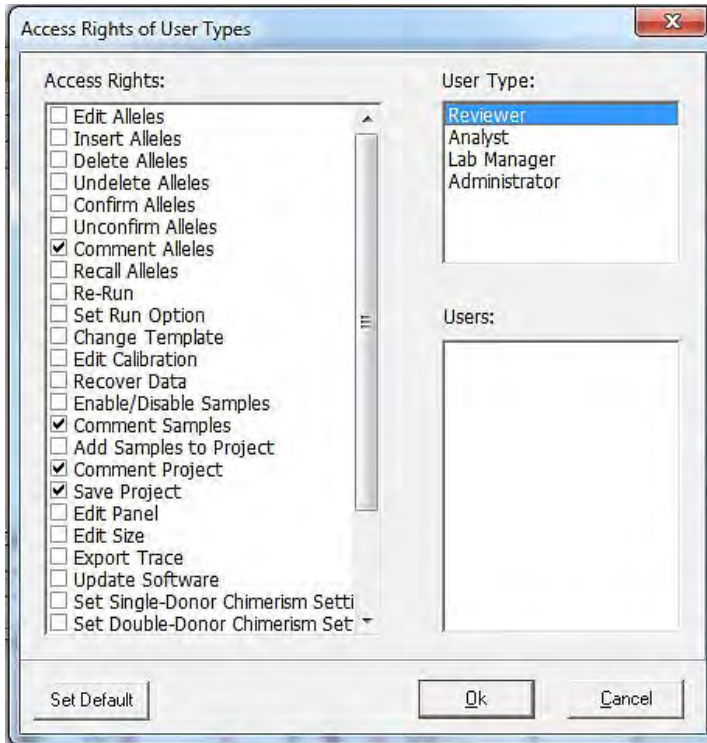 Access Rights of User Types
Access Rights:
Edit Alleles
Insert Alleles
Delete Alleles
Undelete Alleles
Confirm Alleles
Unconfirm Alleles
Comment Alleles
Recall Alleles
Re-Run
Set Run Option
Change Template
Edit Calibration
Recover Data
Enable/Disable Samples
Comment Samples
Add Samples to Project
Comment Project
Save Project
Edit Panel
Edit Size
Export Trace
Update Software
Set Single-Donor Chimerism Setti
Set Double-Donor Chimerism Set
User Type:
Reviewer
Analyst
Lab Manager
Administrator
Users:
Set Default
Ok
Cancel